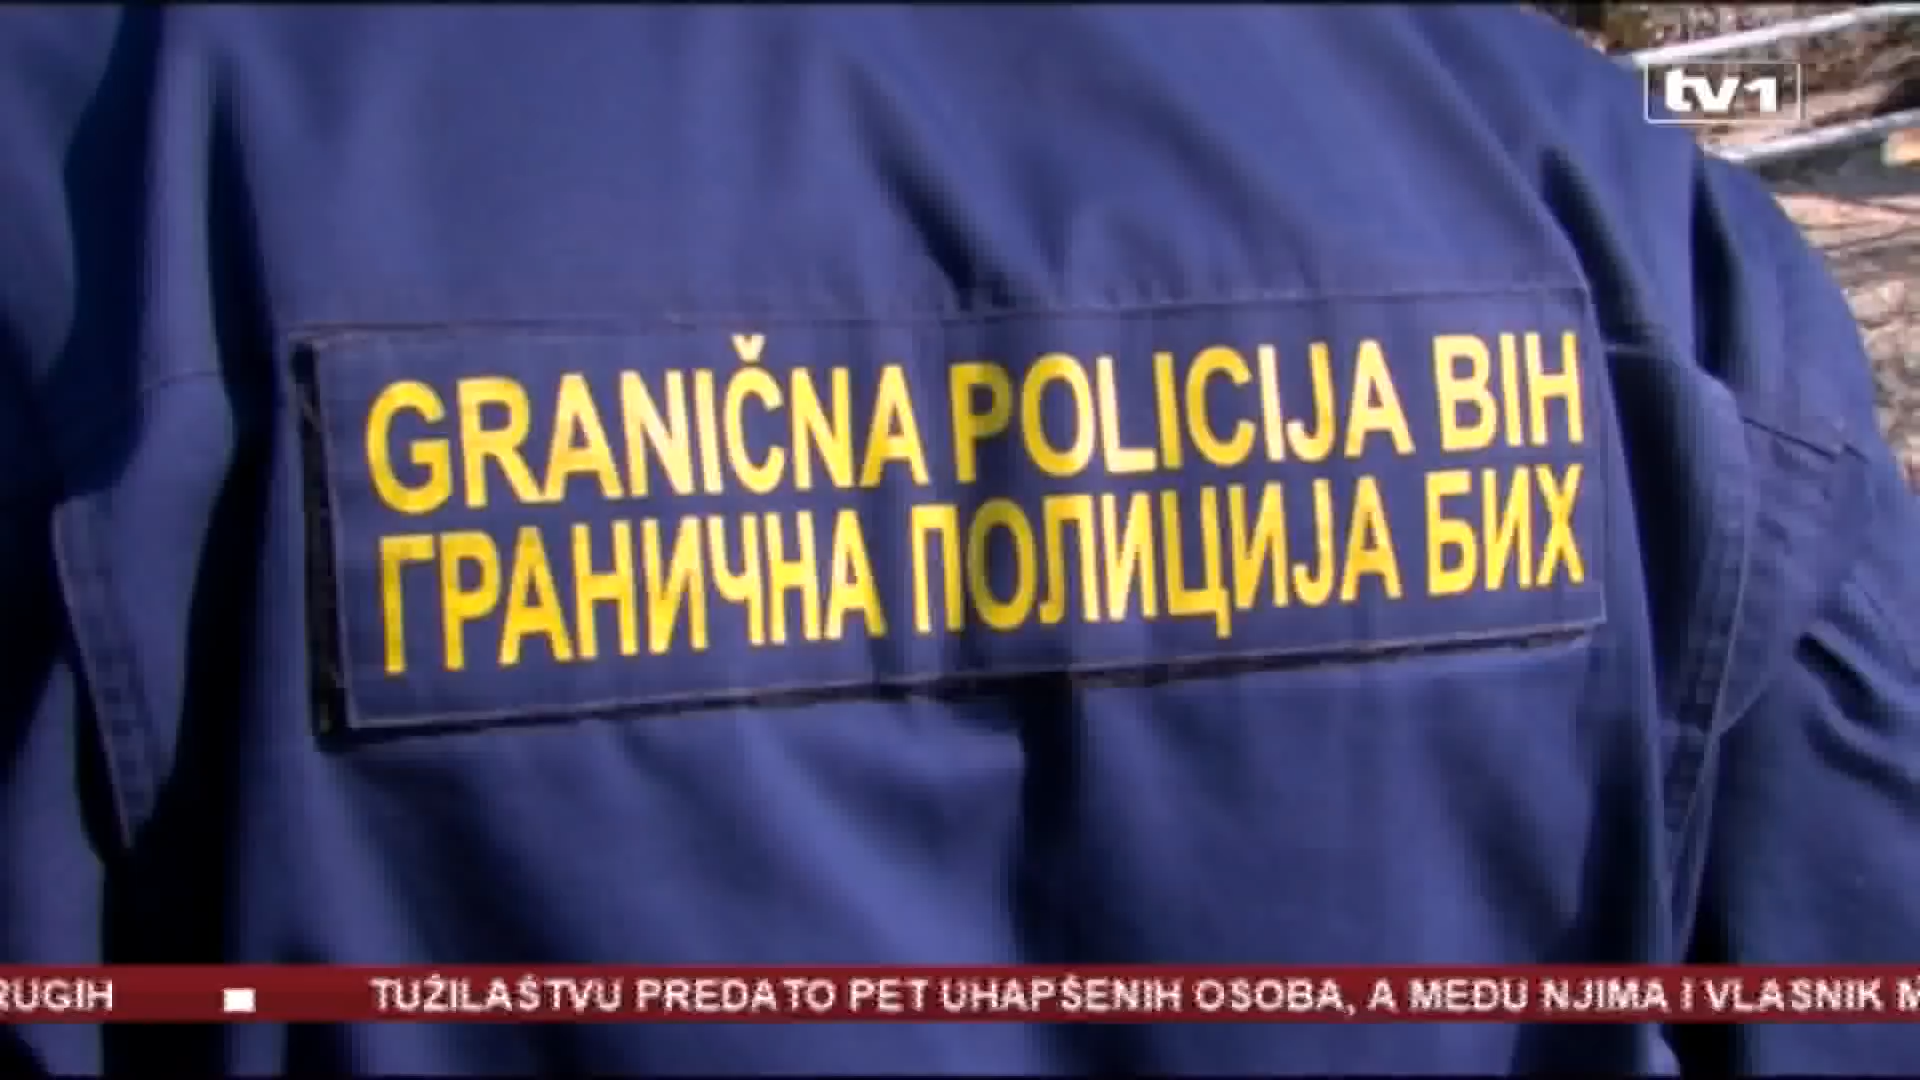 tv1
GRANIČNA POLICIJA BIH
ГРАНИЧНА ПОЛИЦИЈА БИХ
RUGIH ■ TUŽILAŠTVU PREDATO PET UHAPŠENIH OSOBA, A MEĐU NJIMA I VLASNIK